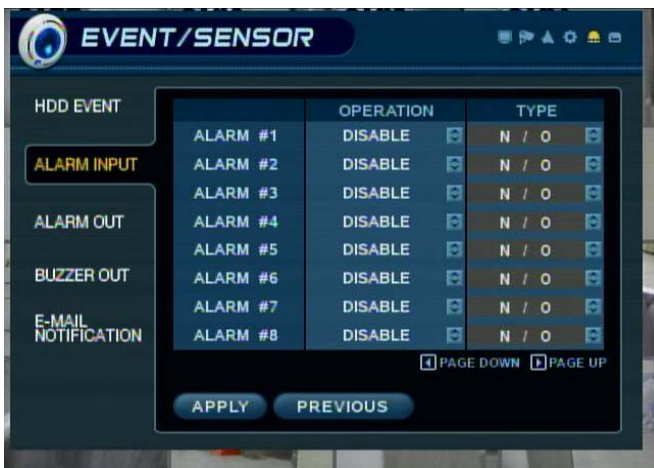 EVENT/SENSOR
HDD EVENT
ALARM INPUT
ALARM OUT
BUZZER OUT
E-MAIL
NOTIFICATION
OPERATION TYPE
ALARM #1 DISABLE N / O
ALARM #2 DISABLE N / O
ALARM #3 DISABLE N / O
ALARM #4 DISABLE N / O
ALARM #5 DISABLE N / O
ALARM #6 DISABLE N / O
ALARM #7 DISABLE N / O
ALARM #8 DISABLE N / O
PAGE DOWN PAGE UP
APPLY PREVIOUS